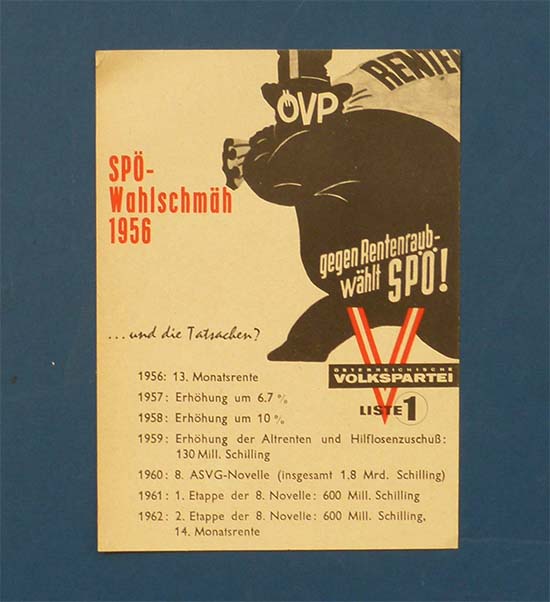 RENTE
ÖVP
SPÖ-
Wahlschmäh
1956
gegen Rentenraub-
wählt SPÖ!
...und die Tatsachen?
ÖSTERREICHISCHE
VOLKSPARTEI
LISTE 1
1956: 13. Monatsrente
1957: Erhöhung um 6.7 %
1958: Erhöhung um 10 %
1959: Erhöhung der Altrenten und Hilflosenzuschuß:
130 Mill. Schilling
1960: 8. ASVG-Novelle (insgesamt 1,8 Mrd. Schilling)
1961: 1. Etappe der 8. Novelle: 600 Mill. Schilling
1962: 2. Etappe der 8. Novelle: 600 Mill. Schilling,
14. Monatsrente